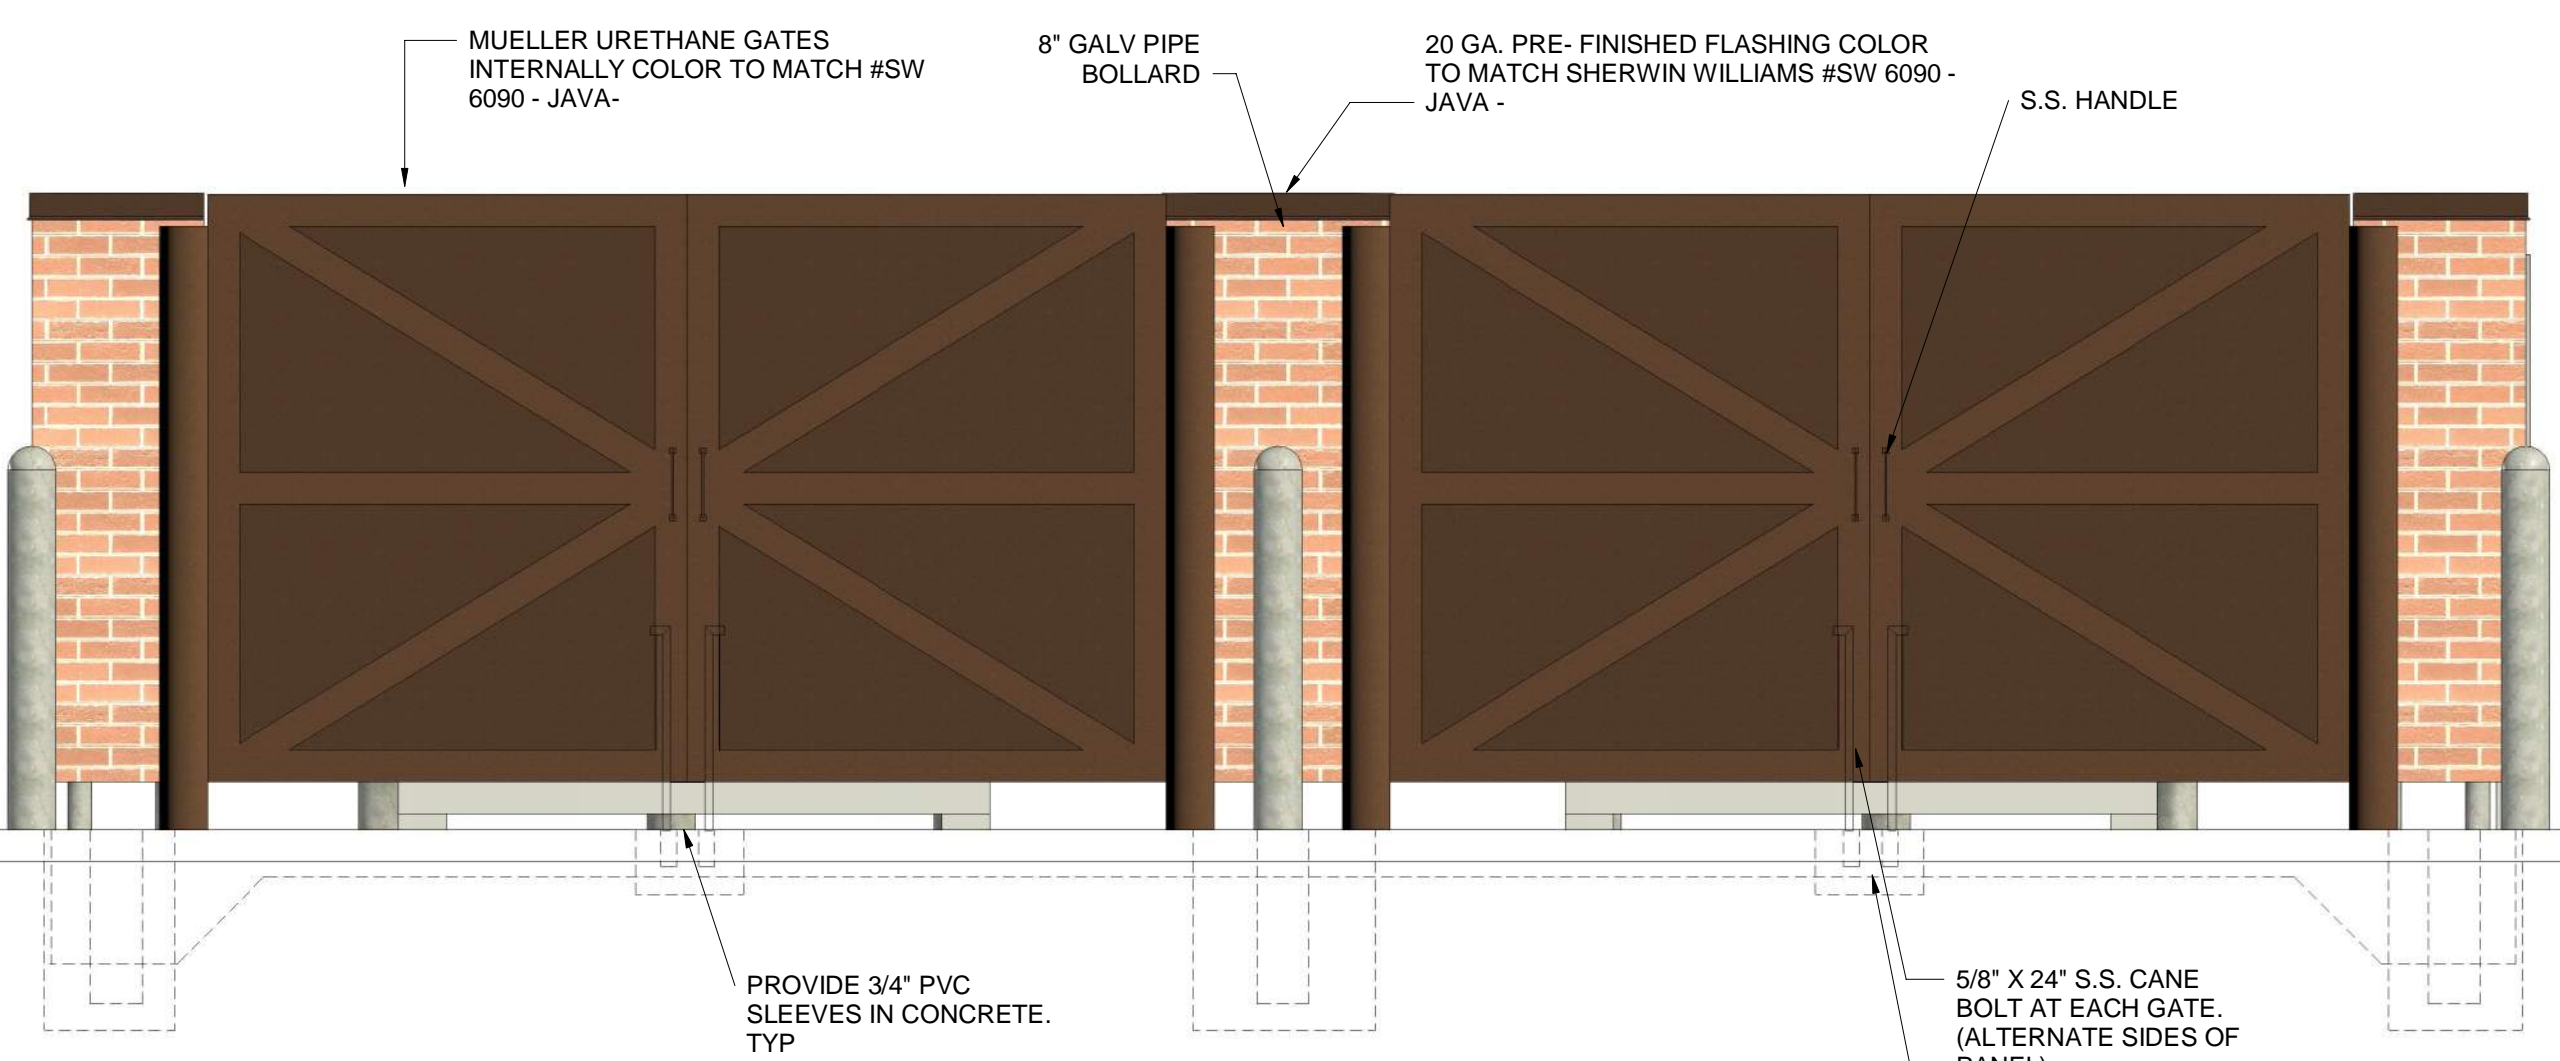 MUELLER URETHANE GATES
INTERNALLY COLOR TO MATCH #SW
6090 - JAVA-
8" GALV PIPE
BOLLARD
20 GA. PRE- FINISHED FLASHING COLOR
TO MATCH SHERWIN WILLIAMS #SW 6090 -
JAVA -
S.S. HANDLE
PROVIDE 3/4" PVC
SLEEVES IN CONCRETE.
TYP
5/8" X 24" S.S. CANE
BOLT AT EACH GATE.
(ALTERNATE SIDES OF